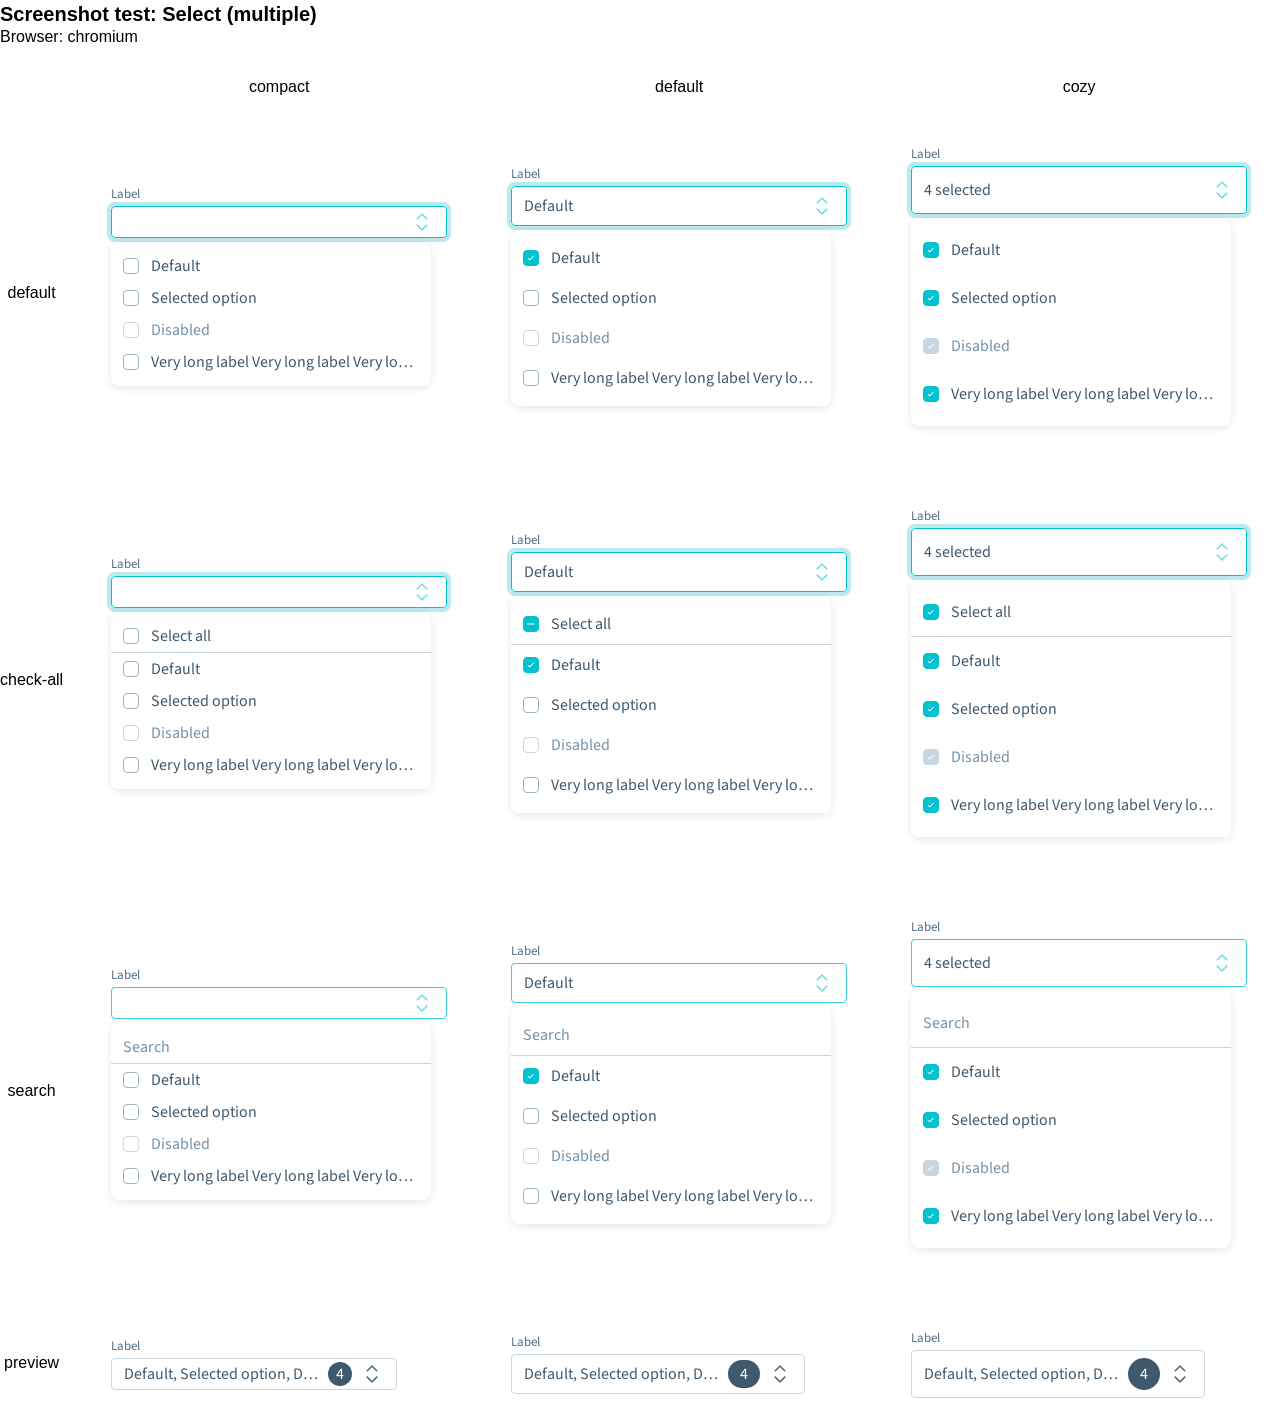 Screenshot test: Select (multiple)
Browser: chromium
compact
default
cozy
default
Label
Default
Selected option
Disabled
Very long label Very long label Very lo…
Label
Default
Default
Selected option
Disabled
Very long label Very long label Very lo…
Label
4 selected
Default
Selected option
Disabled
Very long label Very long label Very lo…
check-all
Label
Select all
Default
Selected option
Disabled
Very long label Very long label Very lo…
Label
Default
Select all
Default
Selected option
Disabled
Very long label Very long label Very lo…
Label
4 selected
Select all
Default
Selected option
Disabled
Very long label Very long label Very lo…
search
Label
Search
Default
Selected option
Disabled
Very long label Very long label Very lo…
Label
Default
Search
Default
Selected option
Disabled
Very long label Very long label Very lo…
Label
4 selected
Search
Default
Selected option
Disabled
Very long label Very long label Very lo…
preview
Label
Default, Selected option, D… 4
Label
Default, Selected option, D… 4
Label
Default, Selected option, D… 4